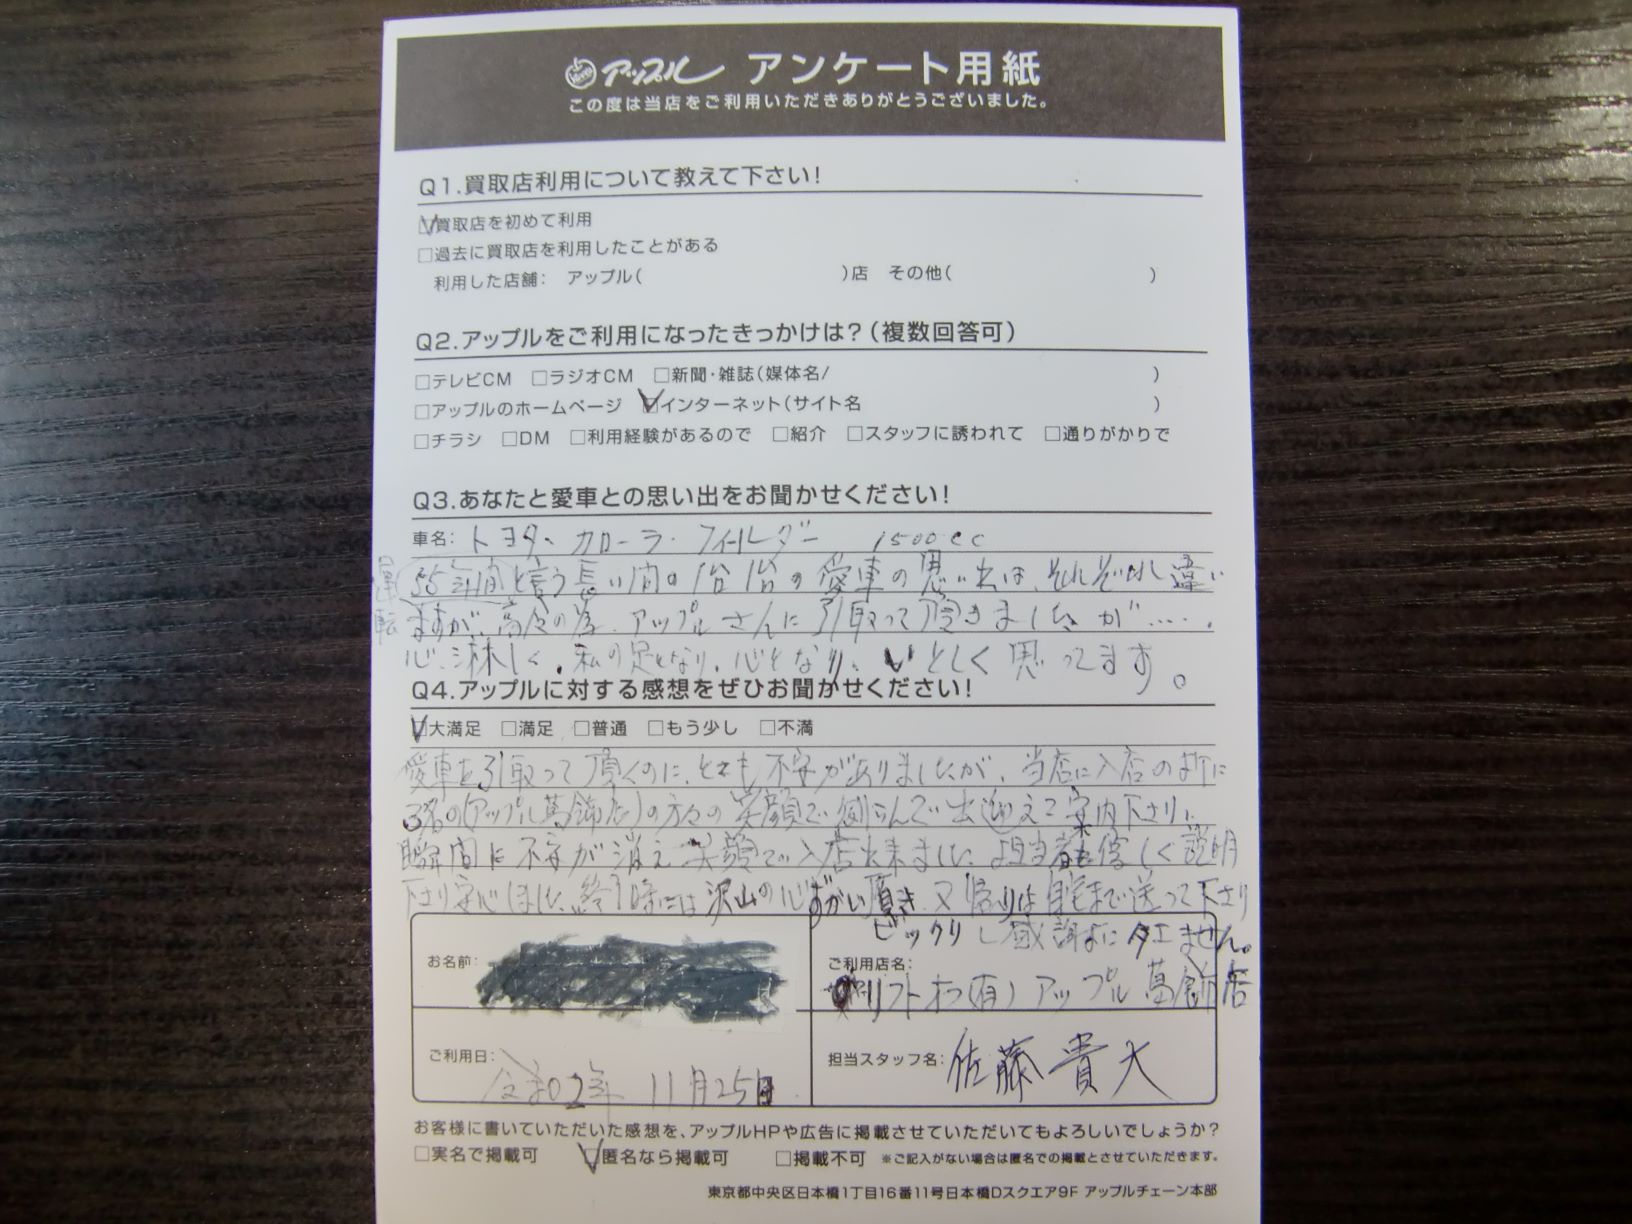 アップル アンケート用紙
この度は当店をご利用いただきありがとうございました。
Q1.買取店利用について教えて下さい!
買取店を初めて利用
□過去に買取店を利用したことがある
利用した店舗: アップル( )店 その他( )
Q2.アップルをご利用になったきっかけは?(複数回答可)
□テレビCM □ラジオCM □新聞・雑誌(媒体名/ )
□アップルのホームページ □インターネット(サイト名 )
□チラシ □DM □利用経験があるので □紹介 □スタッフに誘われて □通りがかりで
Q3.あなたと愛車との思い出をお聞かせください!
車名: トヨタ・カローラ・フィールダー 1500cc
運転 35年間と言う長い間の1台1台の愛車の思い出は、それぞれ違い
ますが、高令の為、アップルさんに引取って頂きましたが……。
心淋しく、私の足となり、心となり、いとしく思ってます。
Q4.アップルに対する感想をぜひお聞かせください!
□大満足 □満足 □普通 □もう少し □不満
愛車を引取って頂くのに、とても不安がありましたが、当店に入店の折に
3名の(アップル葛飾店)の方々の笑顔で 出迎えて案内下さり、
瞬間に不安が消え笑顔で入店出来ました、担当者も優しく説明
下さり安心しました、終了時には沢山の心ずかい頂き、又帰りは自宅まで送って下さり
ビックリし感謝にタエません。
お名前:
ご利用店名:
リフトオフ(有)アップル葛飾店
ご利用日:
令和02年 11月25日
担当スタッフ名: 佐藤貴大
お客様に書いていただいた感想を、アップルHPや広告に掲載させていただいてもよろしいでしょうか?
□実名で掲載可 □匿名なら掲載可 □掲載不可 ※ご記入がない場合は匿名での掲載とさせていただきます。
東京都中央区日本橋1丁目16番11号日本橋Dスクエア9F アップルチェーン本部